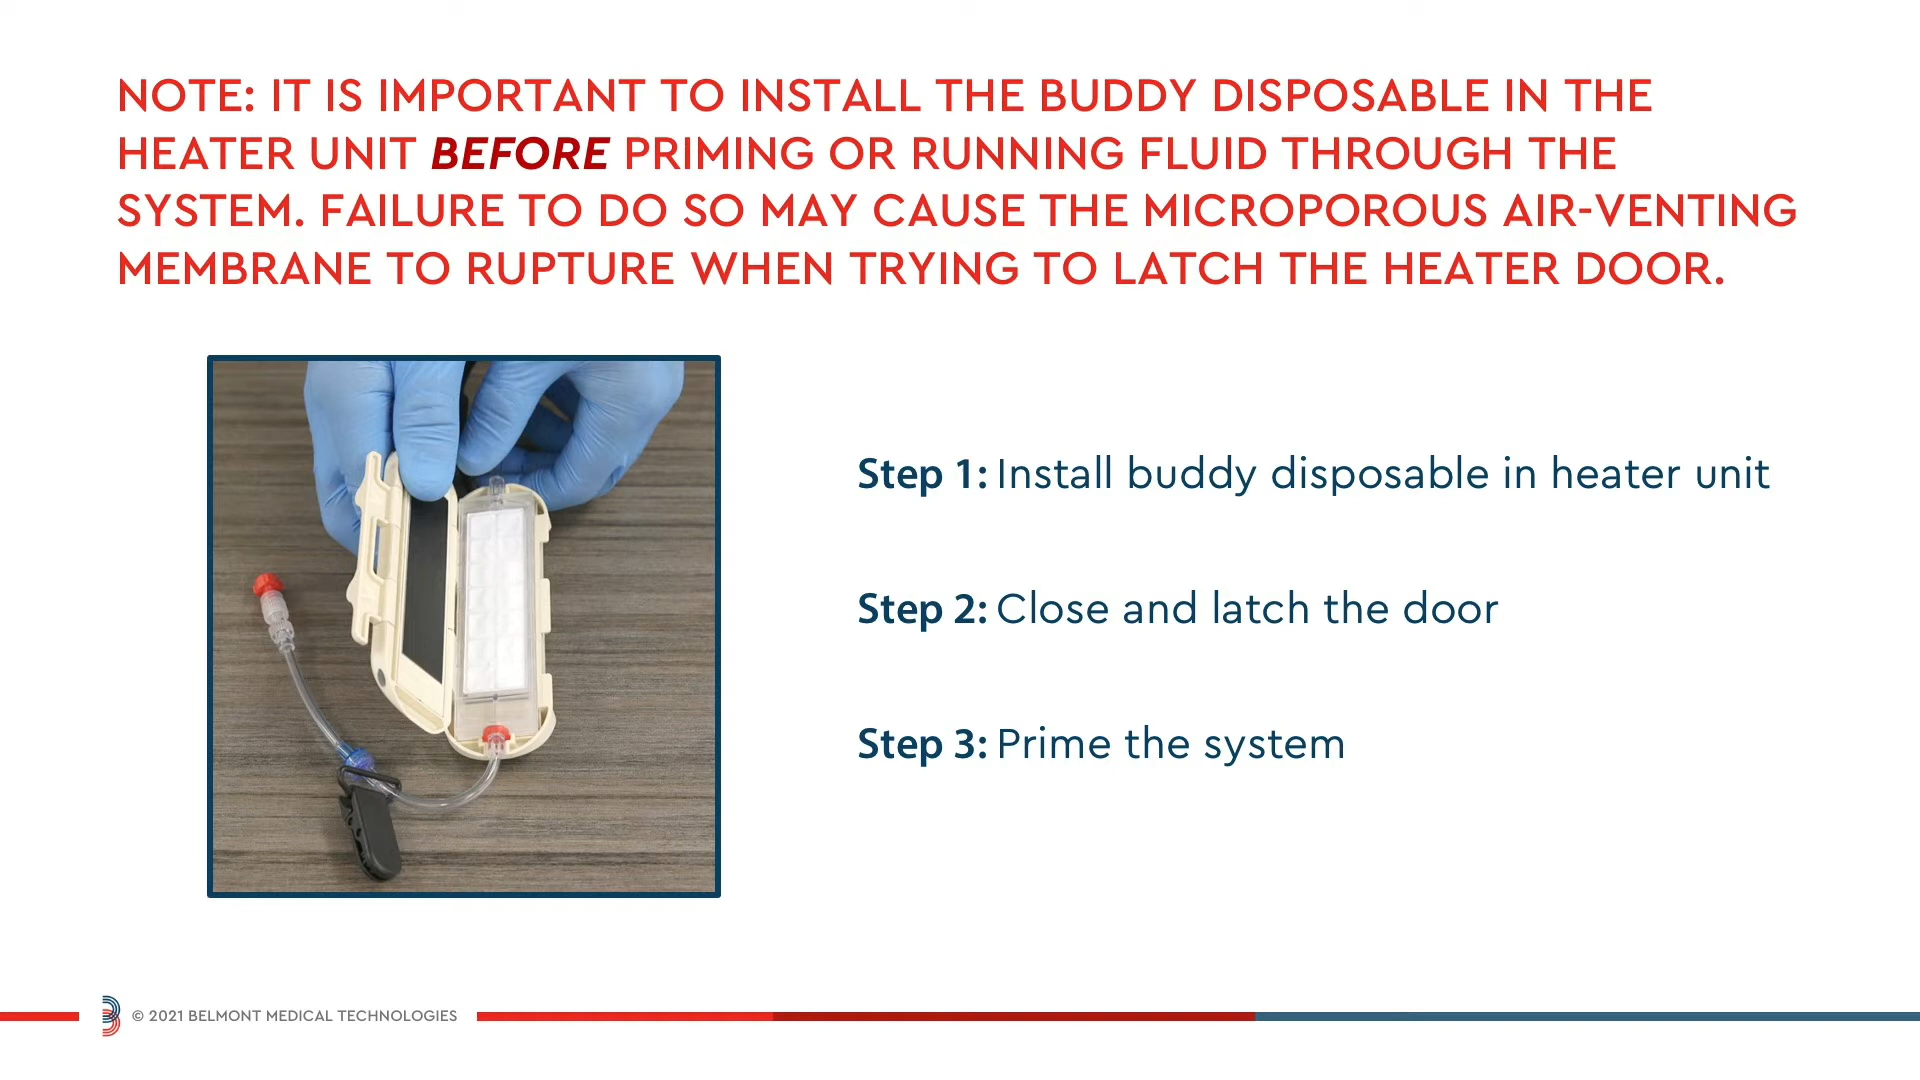 NOTE: IT IS IMPORTANT TO INSTALL THE BUDDY DISPOSABLE IN THE
HEATER UNIT BEFORE PRIMING OR RUNNING FLUID THROUGH THE
SYSTEM. FAILURE TO DO SO MAY CAUSE THE MICROPOROUS AIR-VENTING
MEMBRANE TO RUPTURE WHEN TRYING TO LATCH THE HEATER DOOR.
Step 1: Install buddy disposable in heater unit
Step 2: Close and latch the door
Step 3: Prime the system
© 2021 BELMONT MEDICAL TECHNOLOGIES